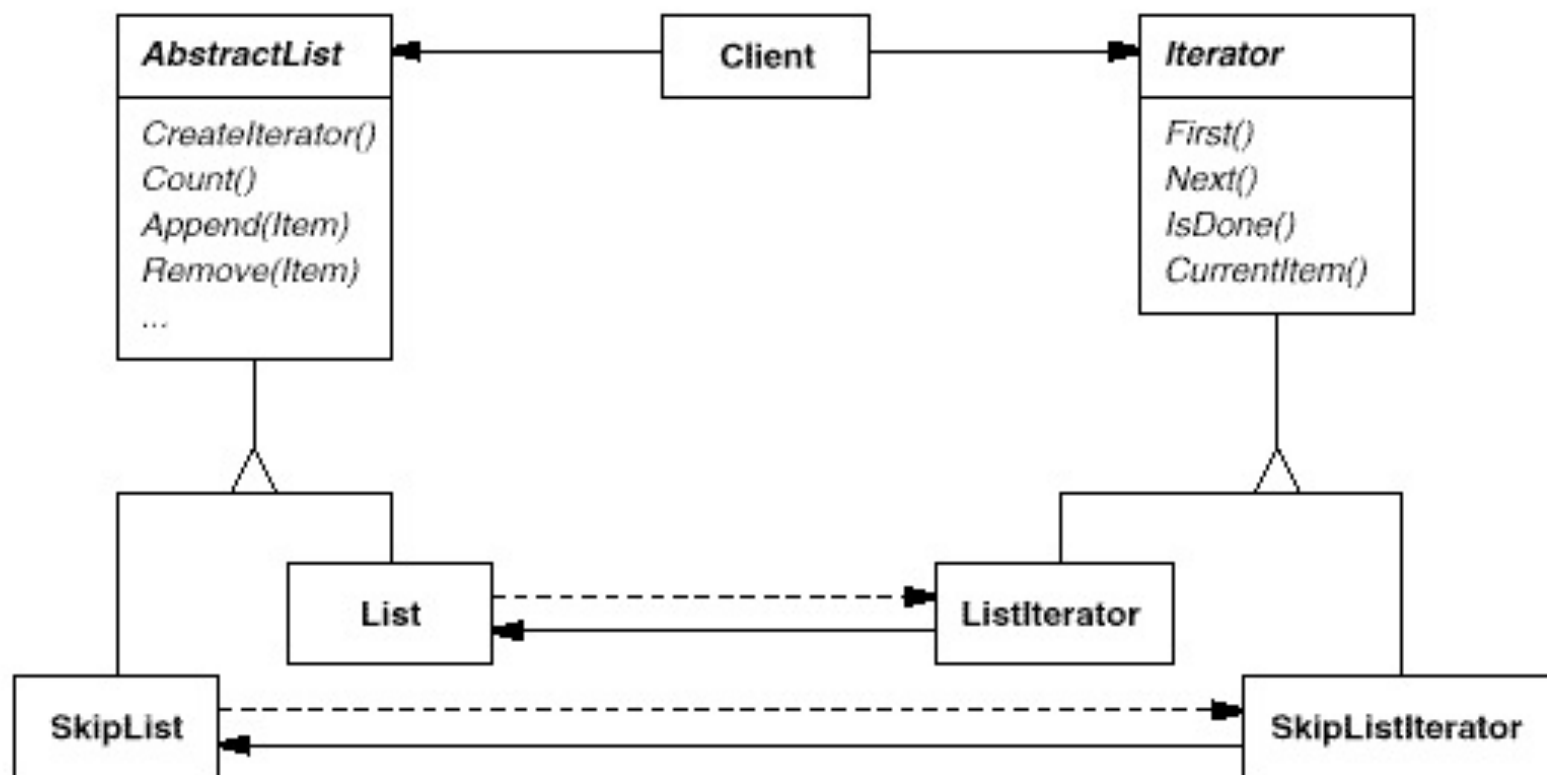 AbstractList
CreateIterator()
Count()
Append(Item)
Remove(Item)
...
Client
Iterator
First()
Next()
IsDone()
CurrentItem()
List
ListIterator
SkipList
SkipListIterator